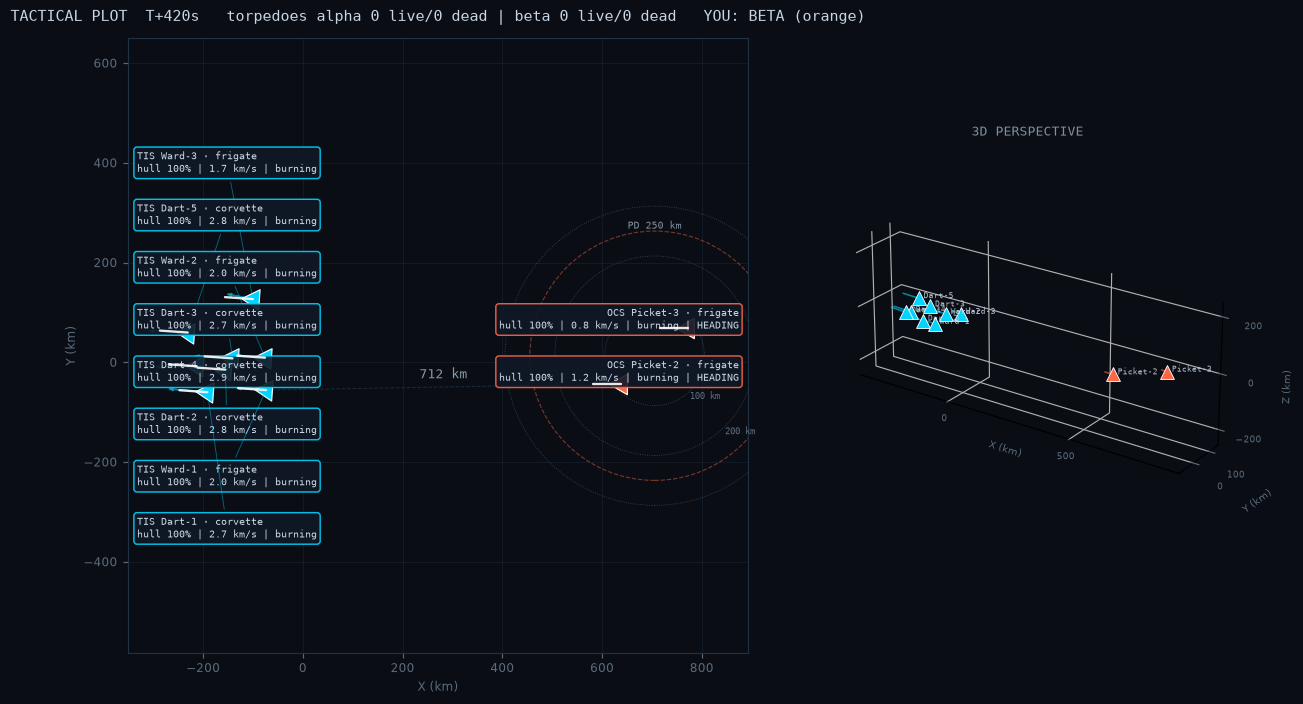 TACTICAL PLOT  T+420s   torpedoes alpha 0 live/0 dead | beta 0 live/0 dead   YOU: BETA (orange)
600
400
200
0
−200
−400
Y (km)
−200
0
200
400
600
800
X (km)
TIS Ward-3 · frigate
hull 100% | 1.7 km/s | burning
TIS Dart-5 · corvette
hull 100% | 2.8 km/s | burning
TIS Ward-2 · frigate
hull 100% | 2.0 km/s | burning
TIS Dart-3 · corvette
hull 100% | 2.7 km/s | burning
TIS Dart-4 · corvette
hull 100% | 2.9 km/s | burning
TIS Dart-2 · corvette
hull 100% | 2.8 km/s | burning
TIS Ward-1 · frigate
hull 100% | 2.0 km/s | burning
TIS Dart-1 · corvette
hull 100% | 2.7 km/s | burning
PD 250 km
OCS Picket-3 · frigate
hull 100% | 0.8 km/s | burning | HEADING
OCS Picket-2 · frigate
hull 100% | 1.2 km/s | burning | HEADING
712 km
100 km
200 km
3D PERSPECTIVE
Dart-5
Picket-2
Picket-3
0
500
X (km)
0
100
Y (km)
200
0
−200
Z (km)